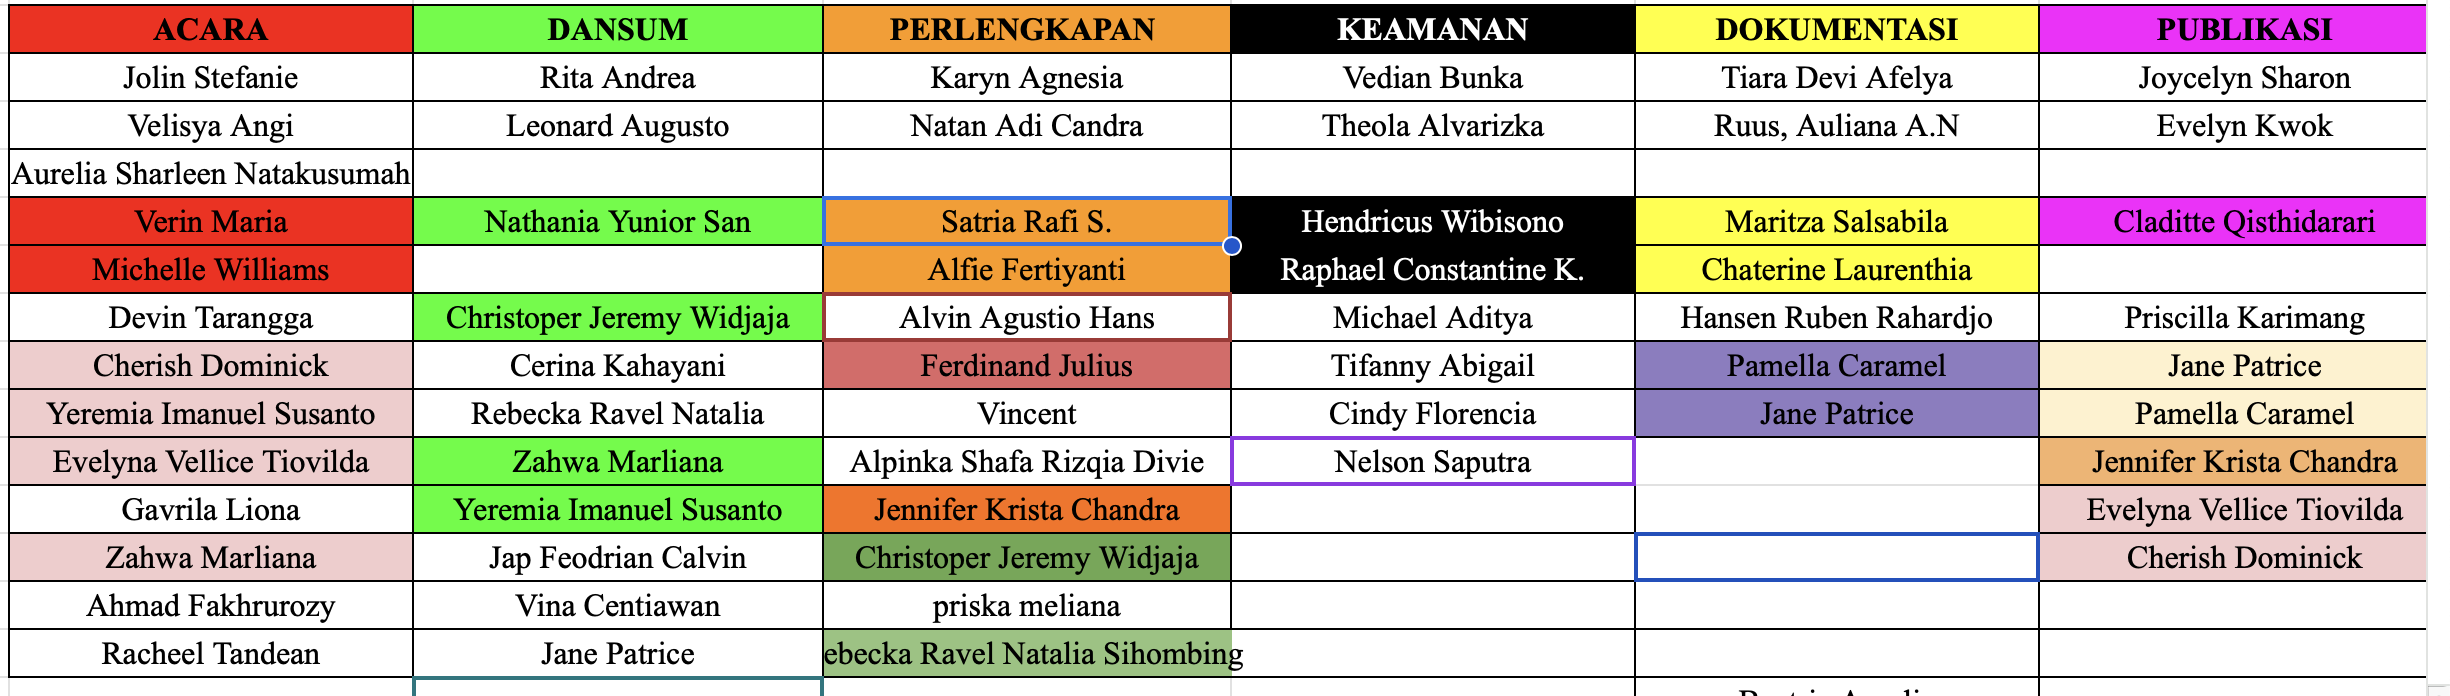 ACARA DANSUM PERLENGKAPAN KEAMANAN DOKUMENTASI PUBLIKASI
Jolin Stefanie Rita Andrea Karyn Agnesia Vedian Bunka Tiara Devi Afelya Joycelyn Sharon
Velisya Angi Leonard Augusto Natan Adi Candra Theola Alvarizka Ruus, Auliana A.N Evelyn Kwok
Aurelia Sharleen Natakusumah
Verin Maria Nathania Yunior San Satria Rafi S. Hendricus Wibisono Maritza Salsabila Claditte Qisthidarari
Michelle Williams Alfie Fertiyanti Raphael Constantine K. Chaterine Laurenthia
Devin Tarangga Christoper Jeremy Widjaja Alvin Agustio Hans Michael Aditya Hansen Ruben Rahardjo Priscilla Karimang
Cherish Dominick Cerina Kahayani Ferdinand Julius Tifanny Abigail Pamella Caramel Jane Patrice
Yeremia Imanuel Susanto Rebecka Ravel Natalia Vincent Cindy Florencia Jane Patrice Pamella Caramel
Evelyna Vellice Tiovilda Zahwa Marliana Alpinka Shafa Rizqia Divie Nelson Saputra Jennifer Krista Chandra
Gavrila Liona Yeremia Imanuel Susanto Jennifer Krista Chandra Evelyna Vellice Tiovilda
Zahwa Marliana Jap Feodrian Calvin Christoper Jeremy Widjaja Cherish Dominick
Ahmad Fakhrurozy Vina Centiawan priska meliana
Racheel Tandean Jane Patrice ebecka Ravel Natalia Sihombing